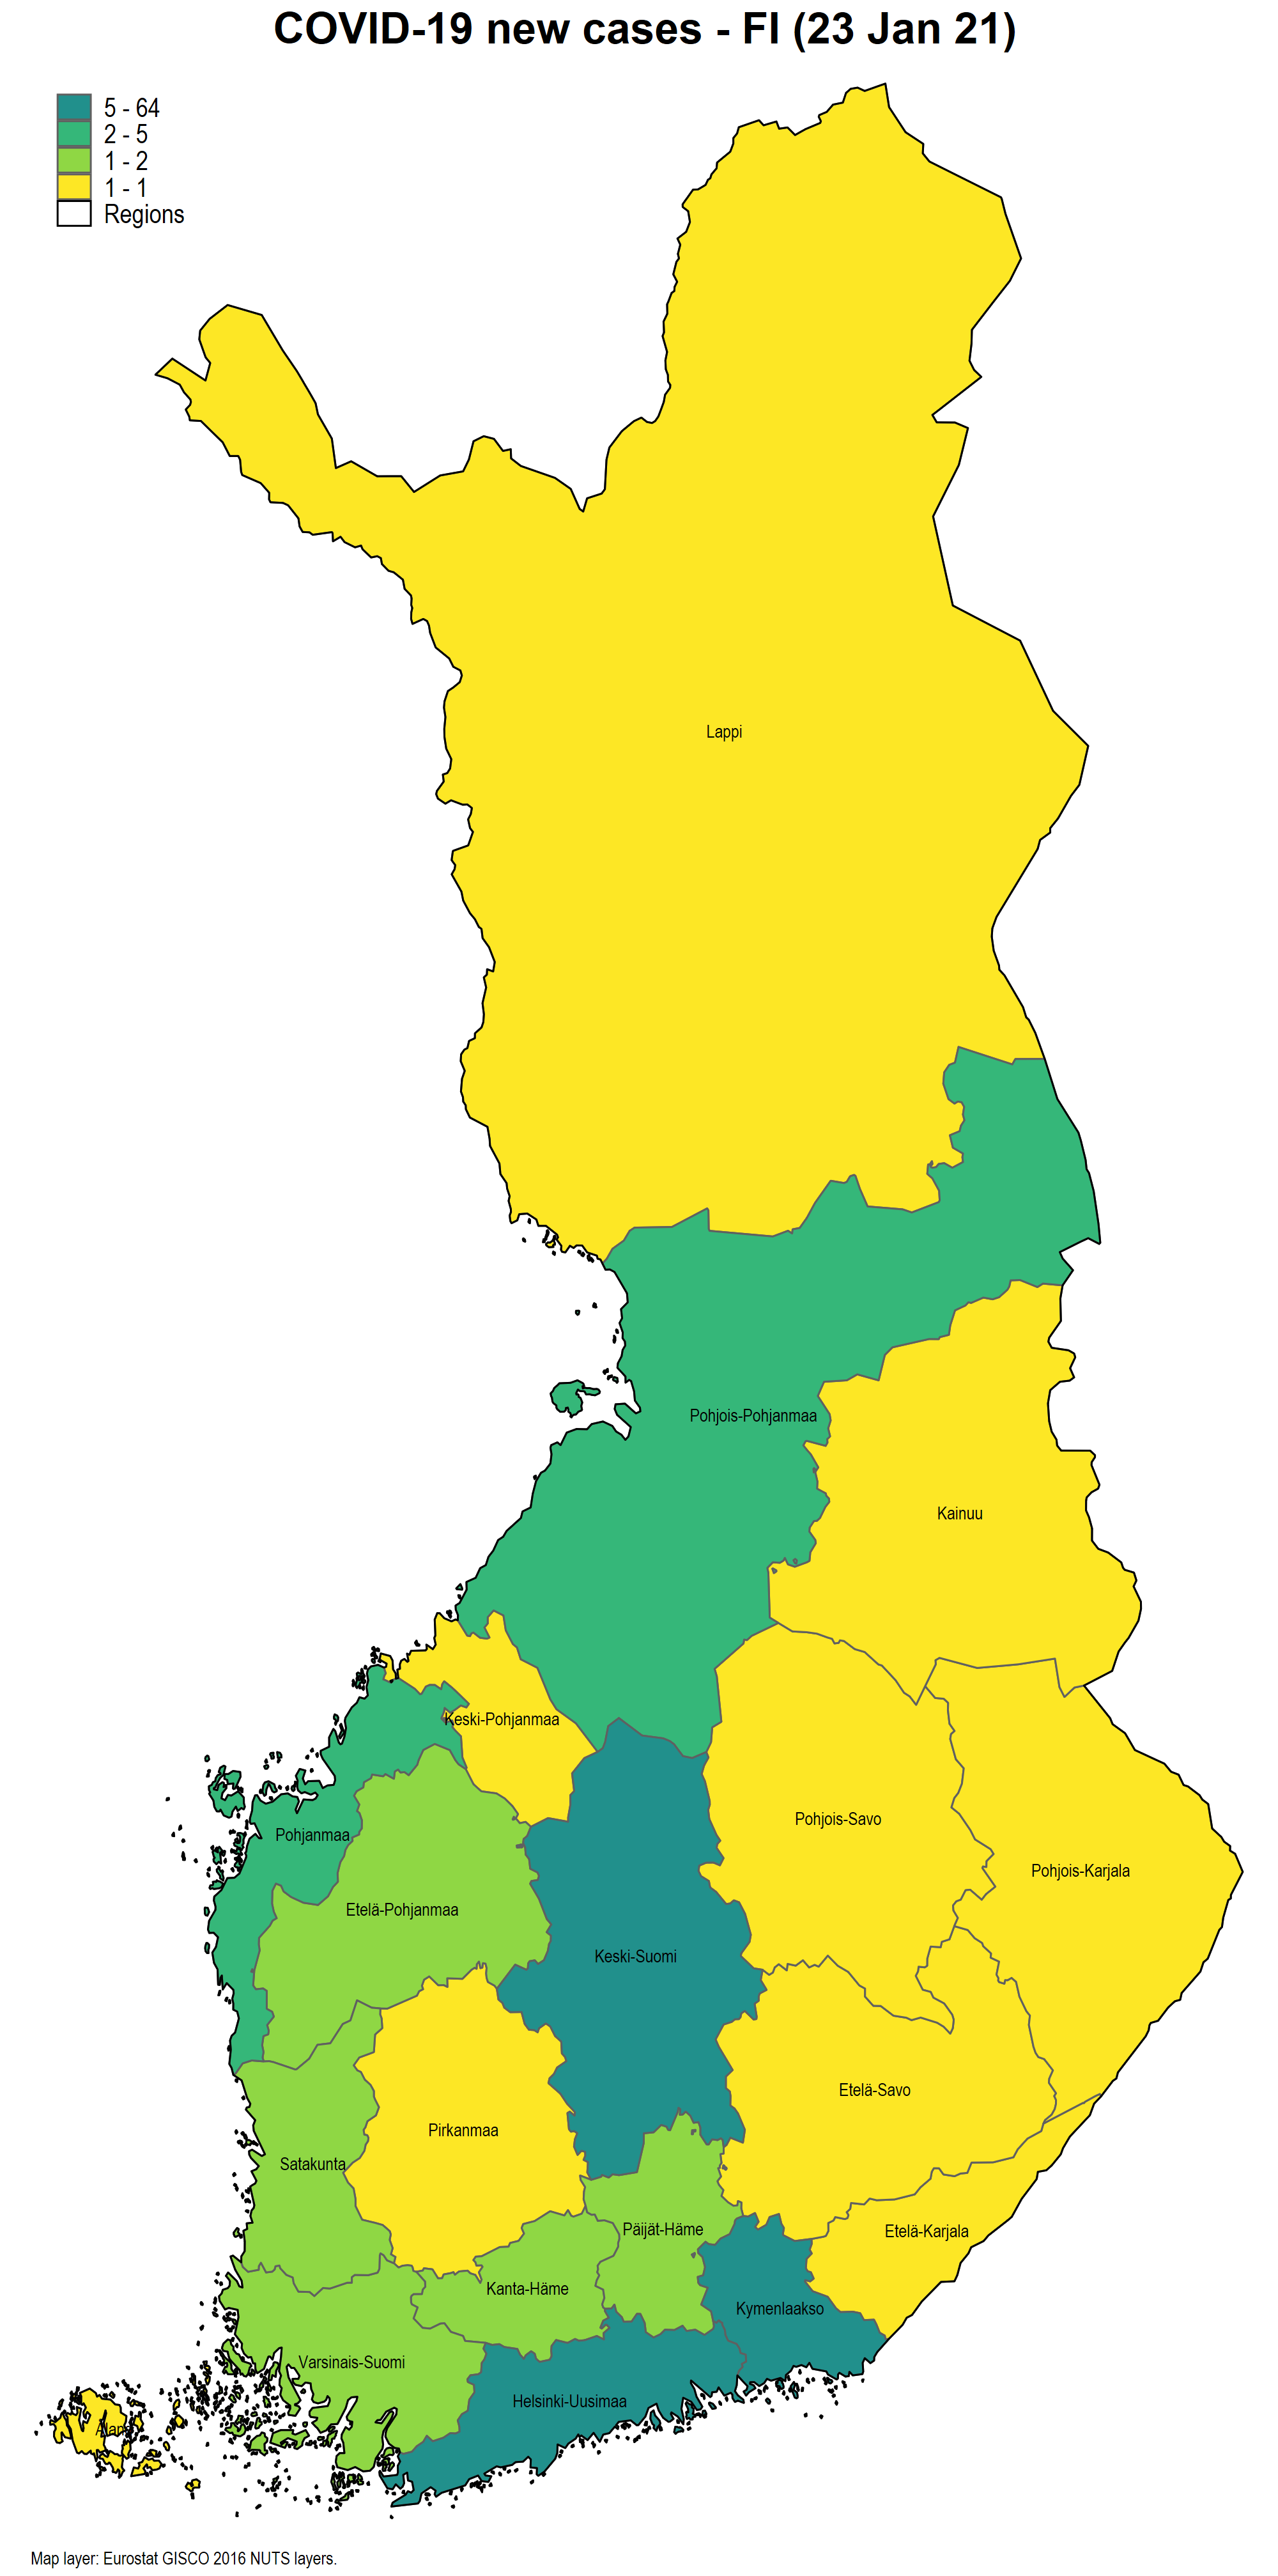 COVID-19 new cases - FI (23 Jan 21)
5 - 64
2 - 5
1 - 2
1 - 1
Regions
Lappi
Pohjois-Pohjanmaa
Kainuu
Keski-Pohjanmaa
Pohjois-Savo
Pohjanmaa
Pohjois-Karjala
Etelä-Pohjanmaa
Keski-Suomi
Etelä-Savo
Pirkanmaa
Satakunta
Päijät-Häme
Etelä-Karjala
Kanta-Häme
Kymenlaakso
Varsinais-Suomi
Helsinki-Uusimaa
Map layer: Eurostat GISCO 2016 NUTS layers.